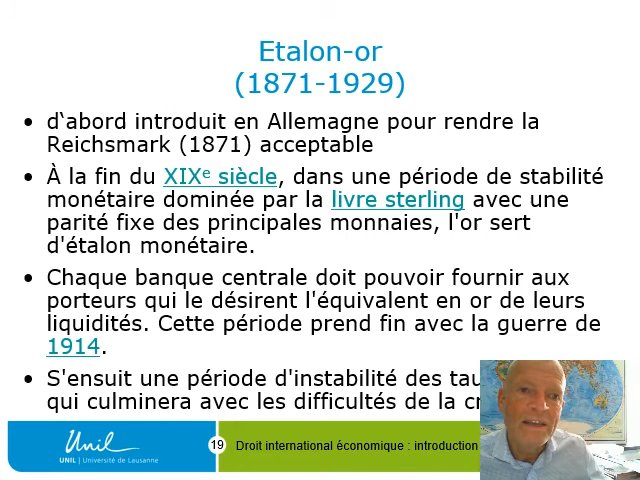 Etalon-or
(1871-1929)
• d‘abord introduit en Allemagne pour rendre la
Reichsmark (1871) acceptable
• À la fin du XIXe siècle, dans une période de stabilité
monétaire dominée par la livre sterling avec une
parité fixe des principales monnaies, l'or sert
d'étalon monétaire.
• Chaque banque centrale doit pouvoir fournir aux
porteurs qui le désirent l'équivalent en or de leurs
liquidités. Cette période prend fin avec la guerre de
1914.
• S'ensuit une période d'instabilité des
qui culminera avec les difficultés de la
Unil
UNIL | Université de Lausanne
19
Droit international économique : introduction